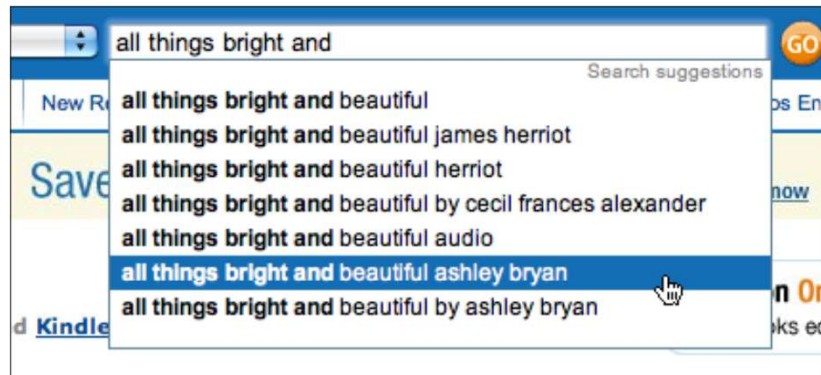 all things bright and
GO
Search suggestions
New R
all things bright and beautiful
os En
all things bright and beautiful james herriot
Save
all things bright and beautiful herriot
now
all things bright and beautiful by cecil frances alexander
all things bright and beautiful audio
all things bright and beautiful ashley bryan
n On
all things bright and beautiful by ashley bryan
d Kindle
oks ed